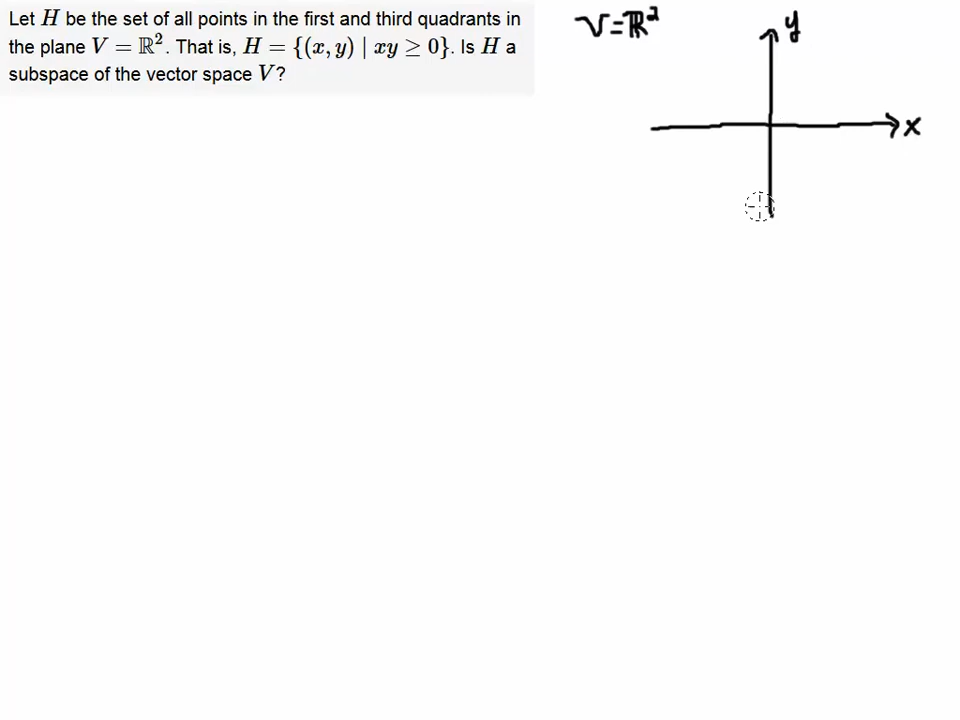 Let H be the set of all points in the first and third quadrants in
the plane V = ℝ². That is, H = {(x, y) | xy ≥ 0}. Is H a
subspace of the vector space V?
V=ℝ²
y
x